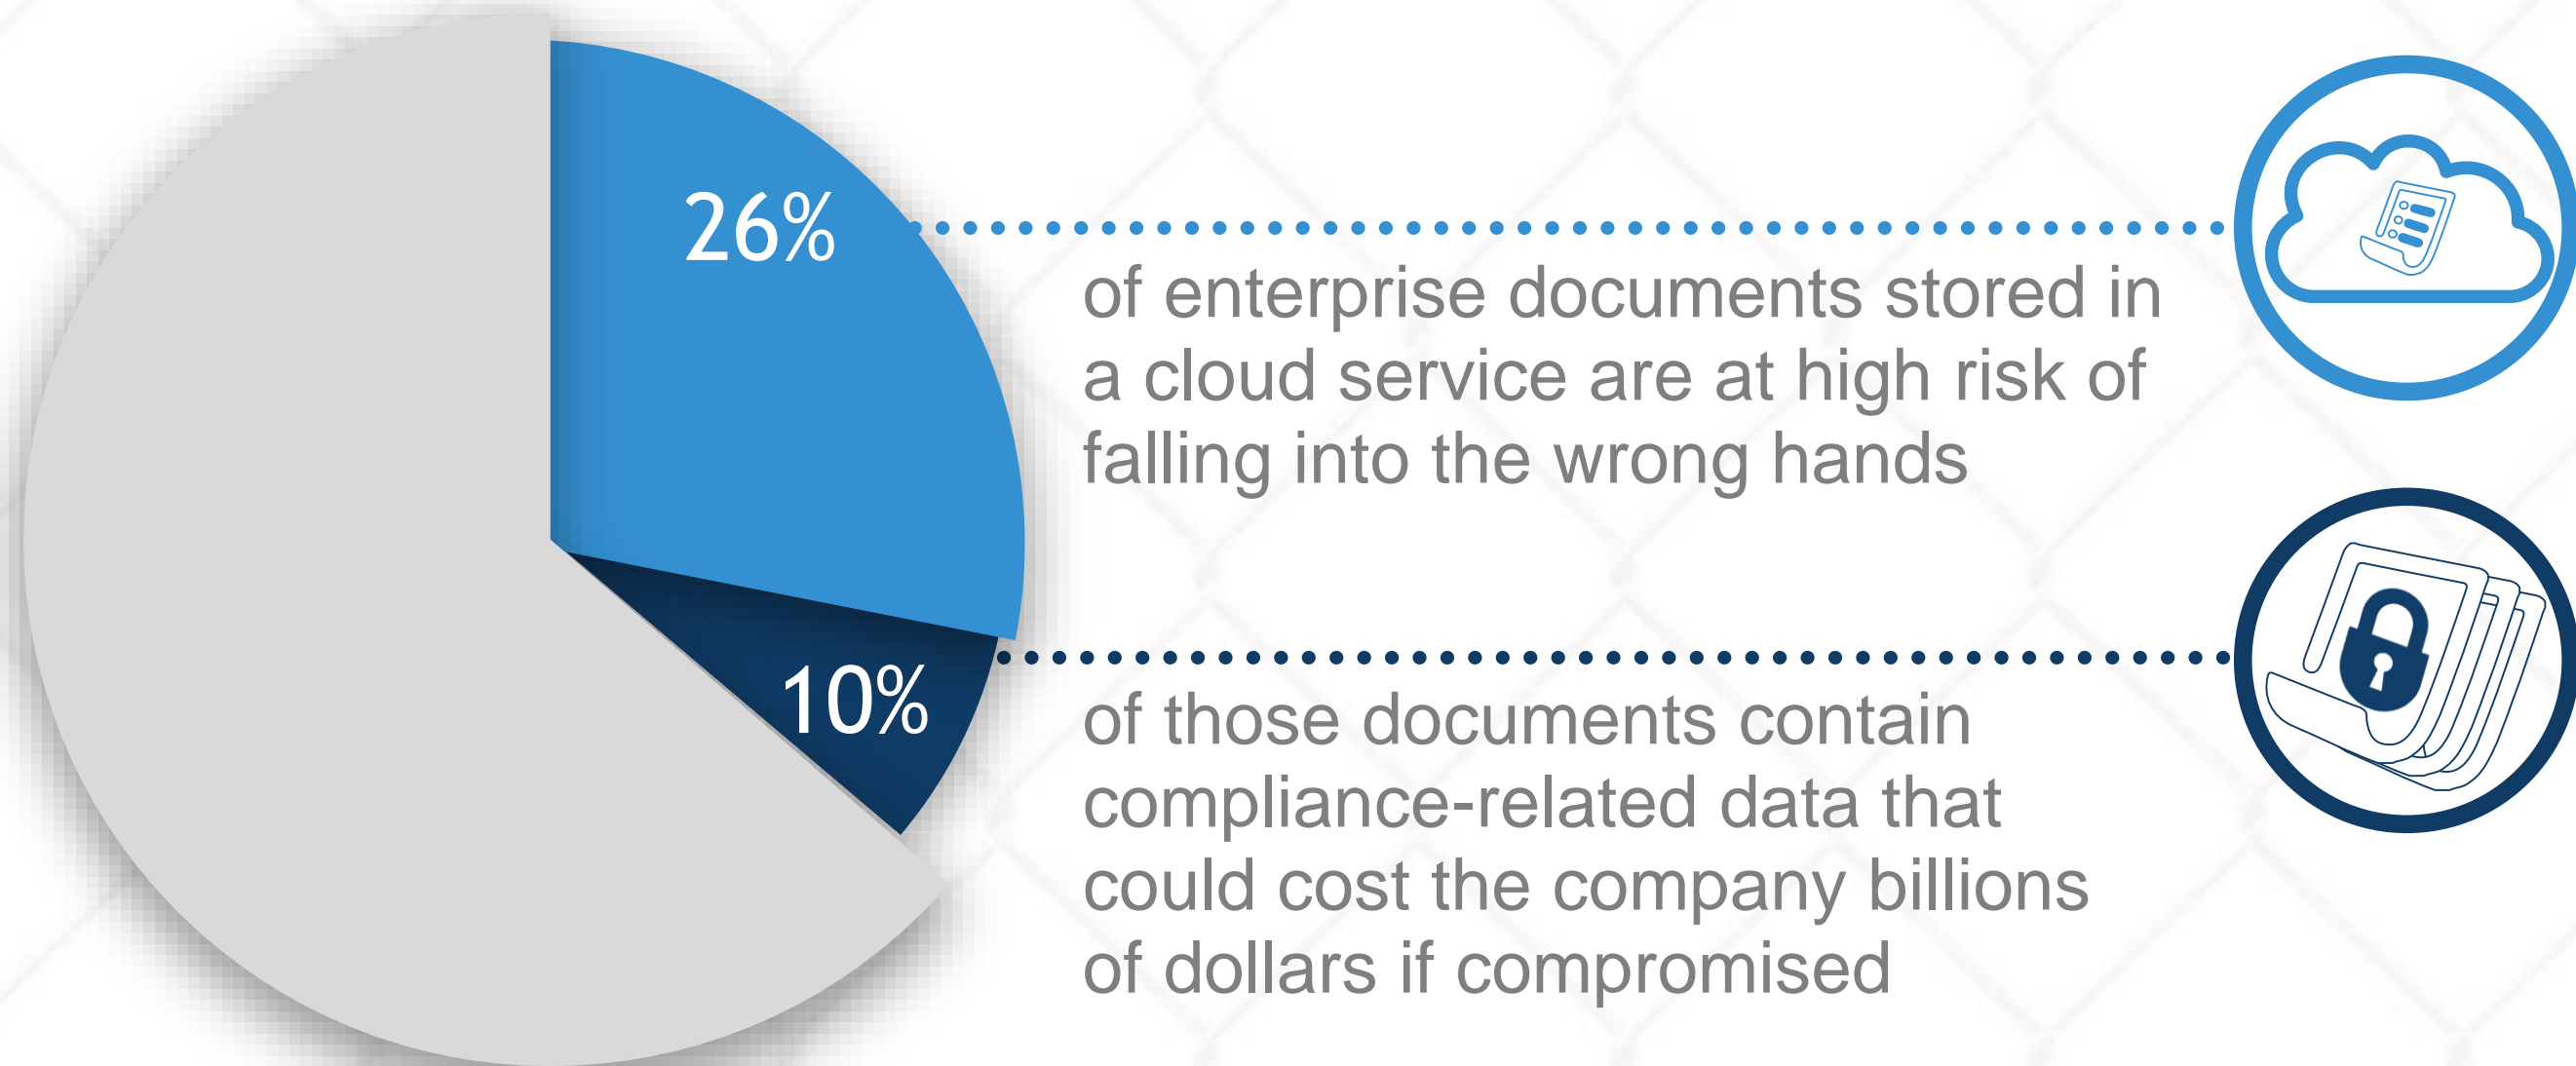 26%
of enterprise documents stored in
a cloud service are at high risk of
falling into the wrong hands
10%
of those documents contain
compliance-related data that
could cost the company billions
of dollars if compromised